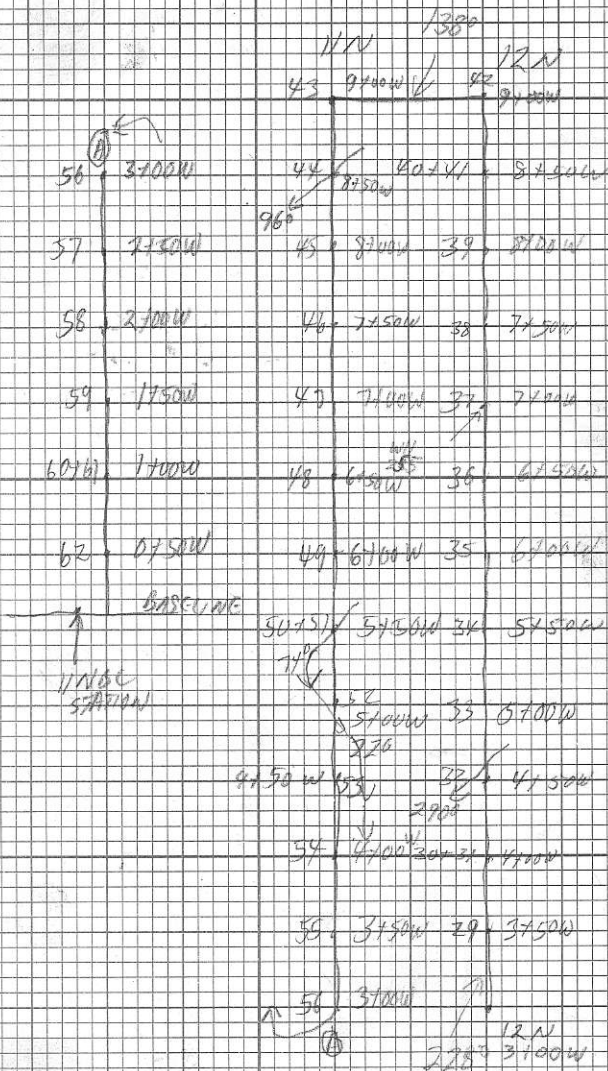 138°
11N 12N
43 9+00W 42 9+00W
A
56 3+00W 44 8+50W 40+41 8+50W
96°
57 2+50W 45 8+00W 39 8+00W
58 2+00W 46 7+50W 38 7+50W
59 1+50W 47 7+00W 37 7+00W
60+61 1+00W 48 6+50W 36 6+50W
62 0+50W 49 6+00W 35 6+00W
BASELINE
50+51 5+50W 34 5+50W
74°
11N BL
STATION
52
5+00W 33 5+00W
4+50W 53 32 4+50W
290°
54 4+00W 30+31 4+00W
55 3+50W 29 3+50W
56 3+00W
A
12N
228° 3+00W